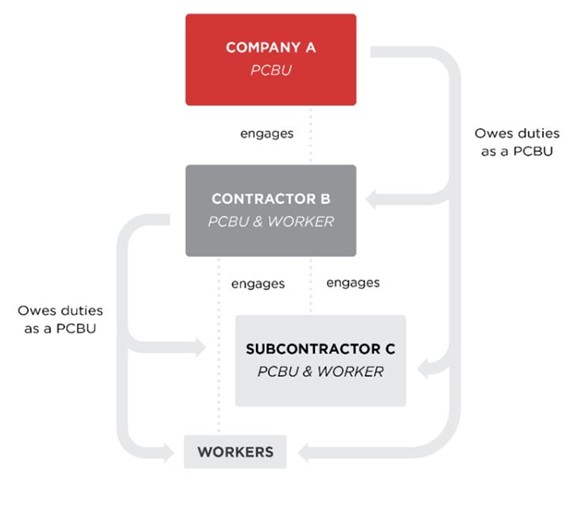 COMPANY A
PCBU
engages
Owes duties
as a PCBU
CONTRACTOR B
PCBU & WORKER
engages
engages
Owes duties
as a PCBU
SUBCONTRACTOR C
PCBU & WORKER
WORKERS